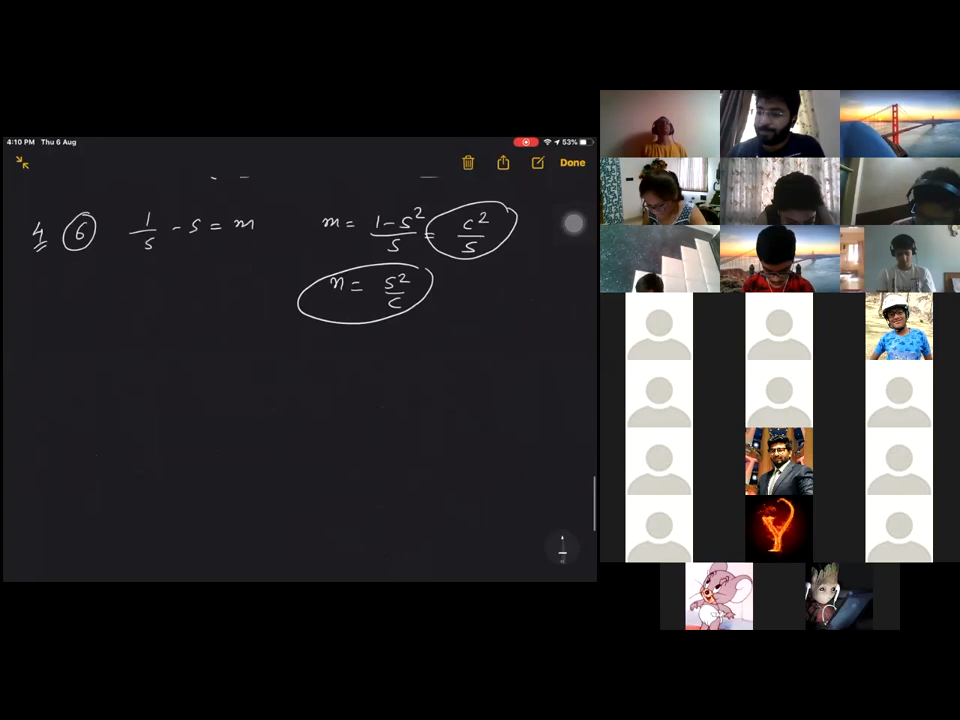 4:10 PM Thu 6 Aug 53%
Done
4 6 1/s - s = m m = 1-s²/s = c²/s
n = s²/c